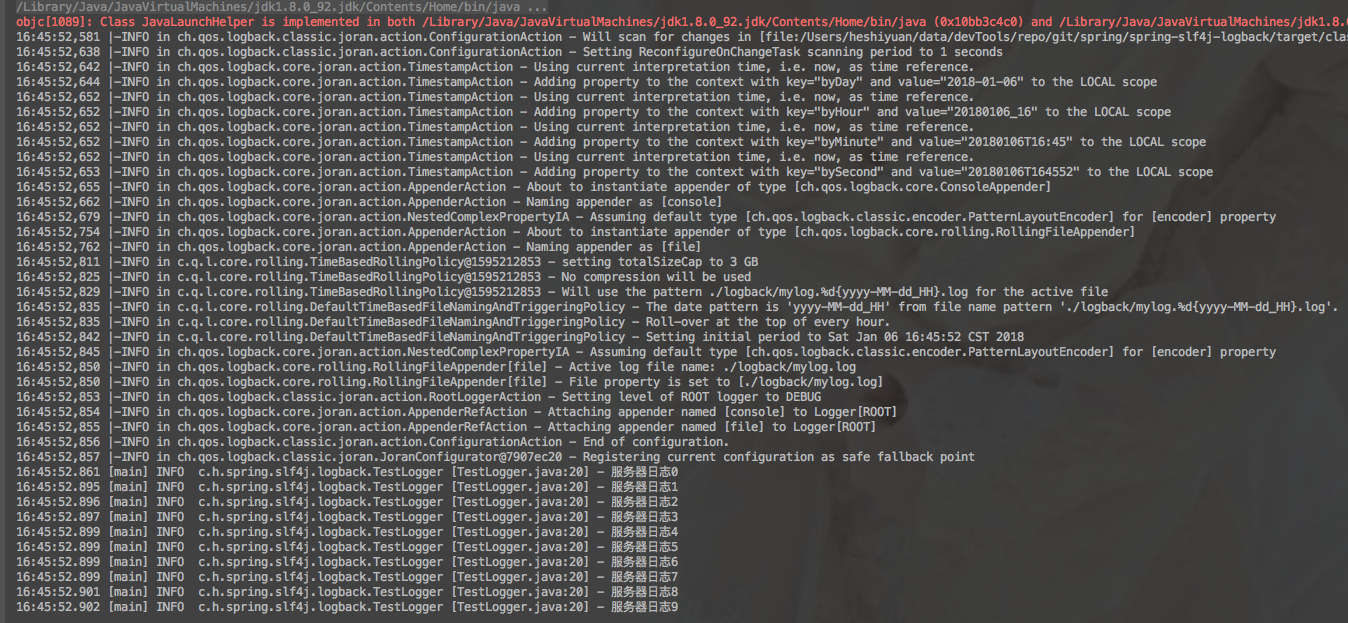 /Library/Java/JavaVirtualMachines/jdk1.8.0_92.jdk/Contents/Home/bin/java ...
objc[1089]: Class JavaLaunchHelper is implemented in both /Library/Java/JavaVirtualMachines/jdk1.8.0_92.jdk/Contents/Home/bin/java (0x10bb3c4c0) and /Library/Java/JavaVirtualMachines/jdk1.8.0
16:45:52,581 |-INFO in ch.qos.logback.classic.joran.action.ConfigurationAction - Will scan for changes in [file:/Users/heshiyuan/data/devTools/repo/git/spring/spring-slf4j-logback/target/clas
16:45:52,638 |-INFO in ch.qos.logback.classic.joran.action.ConfigurationAction - Setting ReconfigureOnChangeTask scanning period to 1 seconds
16:45:52,642 |-INFO in ch.qos.logback.core.joran.action.TimestampAction - Using current interpretation time, i.e. now, as time reference.
16:45:52,644 |-INFO in ch.qos.logback.core.joran.action.TimestampAction - Adding property to the context with key="byDay" and value="2018-01-06" to the LOCAL scope
16:45:52,652 |-INFO in ch.qos.logback.core.joran.action.TimestampAction - Using current interpretation time, i.e. now, as time reference.
16:45:52,652 |-INFO in ch.qos.logback.core.joran.action.TimestampAction - Adding property to the context with key="byHour" and value="20180106_16" to the LOCAL scope
16:45:52,652 |-INFO in ch.qos.logback.core.joran.action.TimestampAction - Using current interpretation time, i.e. now, as time reference.
16:45:52,652 |-INFO in ch.qos.logback.core.joran.action.TimestampAction - Adding property to the context with key="byMinute" and value="20180106T16:45" to the LOCAL scope
16:45:52,652 |-INFO in ch.qos.logback.core.joran.action.TimestampAction - Using current interpretation time, i.e. now, as time reference.
16:45:52,653 |-INFO in ch.qos.logback.core.joran.action.TimestampAction - Adding property to the context with key="bySecond" and value="20180106T164552" to the LOCAL scope
16:45:52,655 |-INFO in ch.qos.logback.core.joran.action.AppenderAction - About to instantiate appender of type [ch.qos.logback.core.ConsoleAppender]
16:45:52,662 |-INFO in ch.qos.logback.core.joran.action.AppenderAction - Naming appender as [console]
16:45:52,679 |-INFO in ch.qos.logback.core.joran.action.NestedComplexPropertyIA - Assuming default type [ch.qos.logback.classic.encoder.PatternLayoutEncoder] for [encoder] property
16:45:52,754 |-INFO in ch.qos.logback.core.joran.action.AppenderAction - About to instantiate appender of type [ch.qos.logback.core.rolling.RollingFileAppender]
16:45:52,762 |-INFO in ch.qos.logback.core.joran.action.AppenderAction - Naming appender as [file]
16:45:52,811 |-INFO in c.q.l.core.rolling.TimeBasedRollingPolicy@1595212853 - setting totalSizeCap to 3 GB
16:45:52,825 |-INFO in c.q.l.core.rolling.TimeBasedRollingPolicy@1595212853 - No compression will be used
16:45:52,829 |-INFO in c.q.l.core.rolling.TimeBasedRollingPolicy@1595212853 - Will use the pattern ./logback/mylog.%d{yyyy-MM-dd_HH}.log for the active file
16:45:52,835 |-INFO in c.q.l.core.rolling.DefaultTimeBasedFileNamingAndTriggeringPolicy - The date pattern is 'yyyy-MM-dd_HH' from file name pattern './logback/mylog.%d{yyyy-MM-dd_HH}.log'.
16:45:52,835 |-INFO in c.q.l.core.rolling.DefaultTimeBasedFileNamingAndTriggeringPolicy - Roll-over at the top of every hour.
16:45:52,842 |-INFO in c.q.l.core.rolling.DefaultTimeBasedFileNamingAndTriggeringPolicy - Setting initial period to Sat Jan 06 16:45:52 CST 2018
16:45:52,845 |-INFO in ch.qos.logback.core.joran.action.NestedComplexPropertyIA - Assuming default type [ch.qos.logback.classic.encoder.PatternLayoutEncoder] for [encoder] property
16:45:52,850 |-INFO in ch.qos.logback.core.rolling.RollingFileAppender[file] - Active log file name: ./logback/mylog.log
16:45:52,850 |-INFO in ch.qos.logback.core.rolling.RollingFileAppender[file] - File property is set to [./logback/mylog.log]
16:45:52,853 |-INFO in ch.qos.logback.classic.joran.action.RootLoggerAction - Setting level of ROOT logger to DEBUG
16:45:52,854 |-INFO in ch.qos.logback.core.joran.action.AppenderRefAction - Attaching appender named [console] to Logger[ROOT]
16:45:52,855 |-INFO in ch.qos.logback.core.joran.action.AppenderRefAction - Attaching appender named [file] to Logger[ROOT]
16:45:52,856 |-INFO in ch.qos.logback.classic.joran.action.ConfigurationAction - End of configuration.
16:45:52,857 |-INFO in ch.qos.logback.classic.joran.JoranConfigurator@7907ec20 - Registering current configuration as safe fallback point
16:45:52.861 [main] INFO  c.h.spring.slf4j.logback.TestLogger [TestLogger.java:20] - 服务器日志0
16:45:52.895 [main] INFO  c.h.spring.slf4j.logback.TestLogger [TestLogger.java:20] - 服务器日志1
16:45:52.896 [main] INFO  c.h.spring.slf4j.logback.TestLogger [TestLogger.java:20] - 服务器日志2
16:45:52.897 [main] INFO  c.h.spring.slf4j.logback.TestLogger [TestLogger.java:20] - 服务器日志3
16:45:52.899 [main] INFO  c.h.spring.slf4j.logback.TestLogger [TestLogger.java:20] - 服务器日志4
16:45:52.899 [main] INFO  c.h.spring.slf4j.logback.TestLogger [TestLogger.java:20] - 服务器日志5
16:45:52.899 [main] INFO  c.h.spring.slf4j.logback.TestLogger [TestLogger.java:20] - 服务器日志6
16:45:52.899 [main] INFO  c.h.spring.slf4j.logback.TestLogger [TestLogger.java:20] - 服务器日志7
16:45:52.901 [main] INFO  c.h.spring.slf4j.logback.TestLogger [TestLogger.java:20] - 服务器日志8
16:45:52.902 [main] INFO  c.h.spring.slf4j.logback.TestLogger [TestLogger.java:20] - 服务器日志9